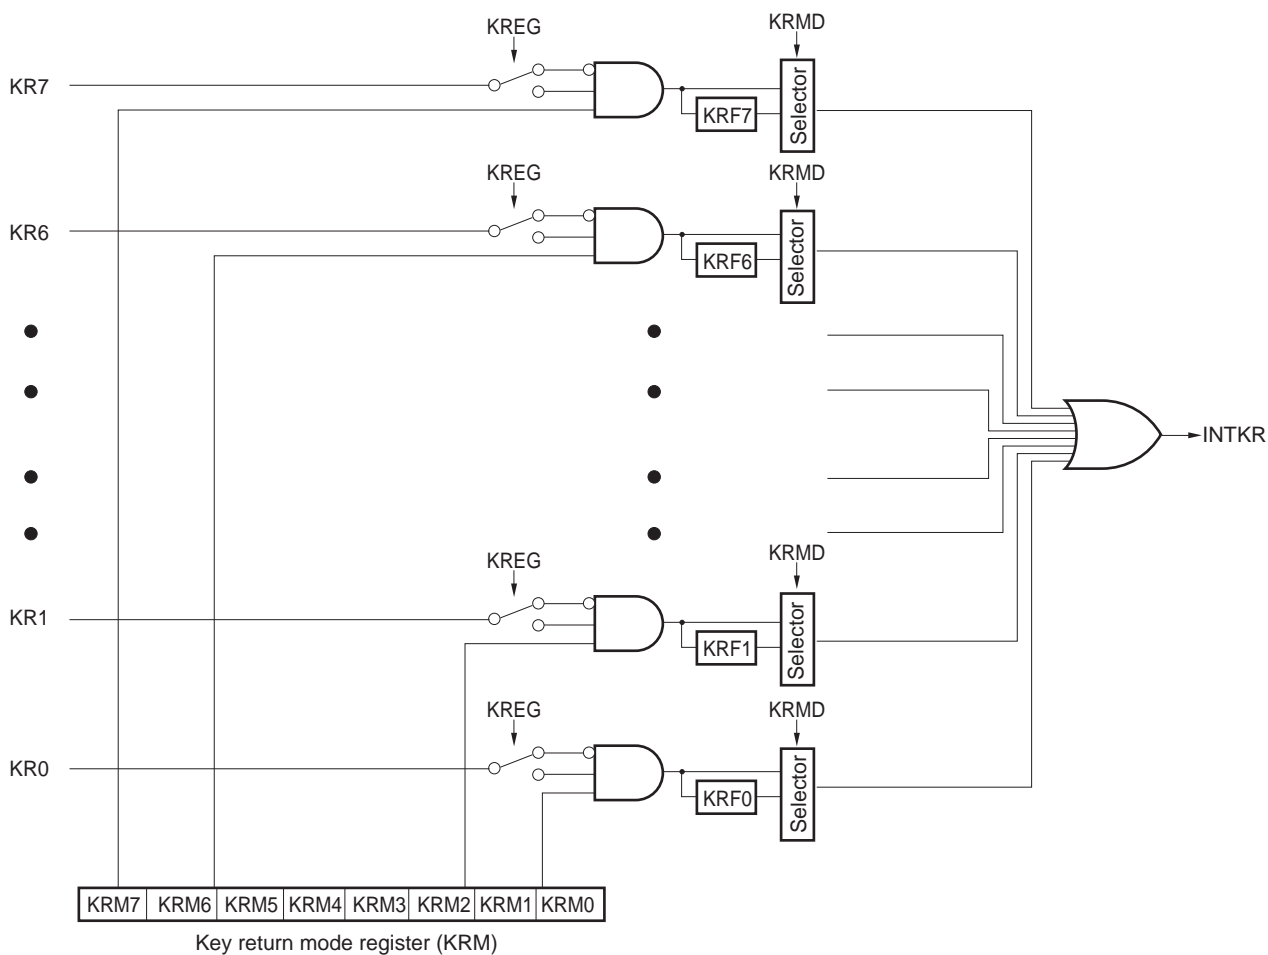 KREG KRMD
KR7
KRF7
Selector
KREG KRMD
KR6
KRF6
Selector
INTKR
KREG KRMD
KR1
KRF1
Selector
KREG KRMD
KR0
KRF0
Selector
KRM7 KRM6 KRM5 KRM4 KRM3 KRM2 KRM1 KRM0
Key return mode register (KRM)